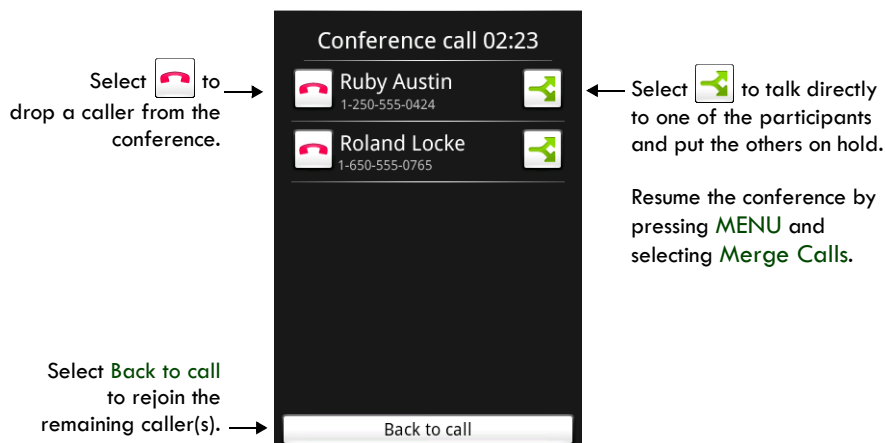 Conference call 02:23
Select to
drop a caller from the
conference.
Ruby Austin
1-250-555-0424
Roland Locke
1-650-555-0765
Select to talk directly
to one of the participants
and put the others on hold.
Resume the conference by
pressing MENU and
selecting Merge Calls.
Select Back to call
to rejoin the
remaining caller(s).
Back to call